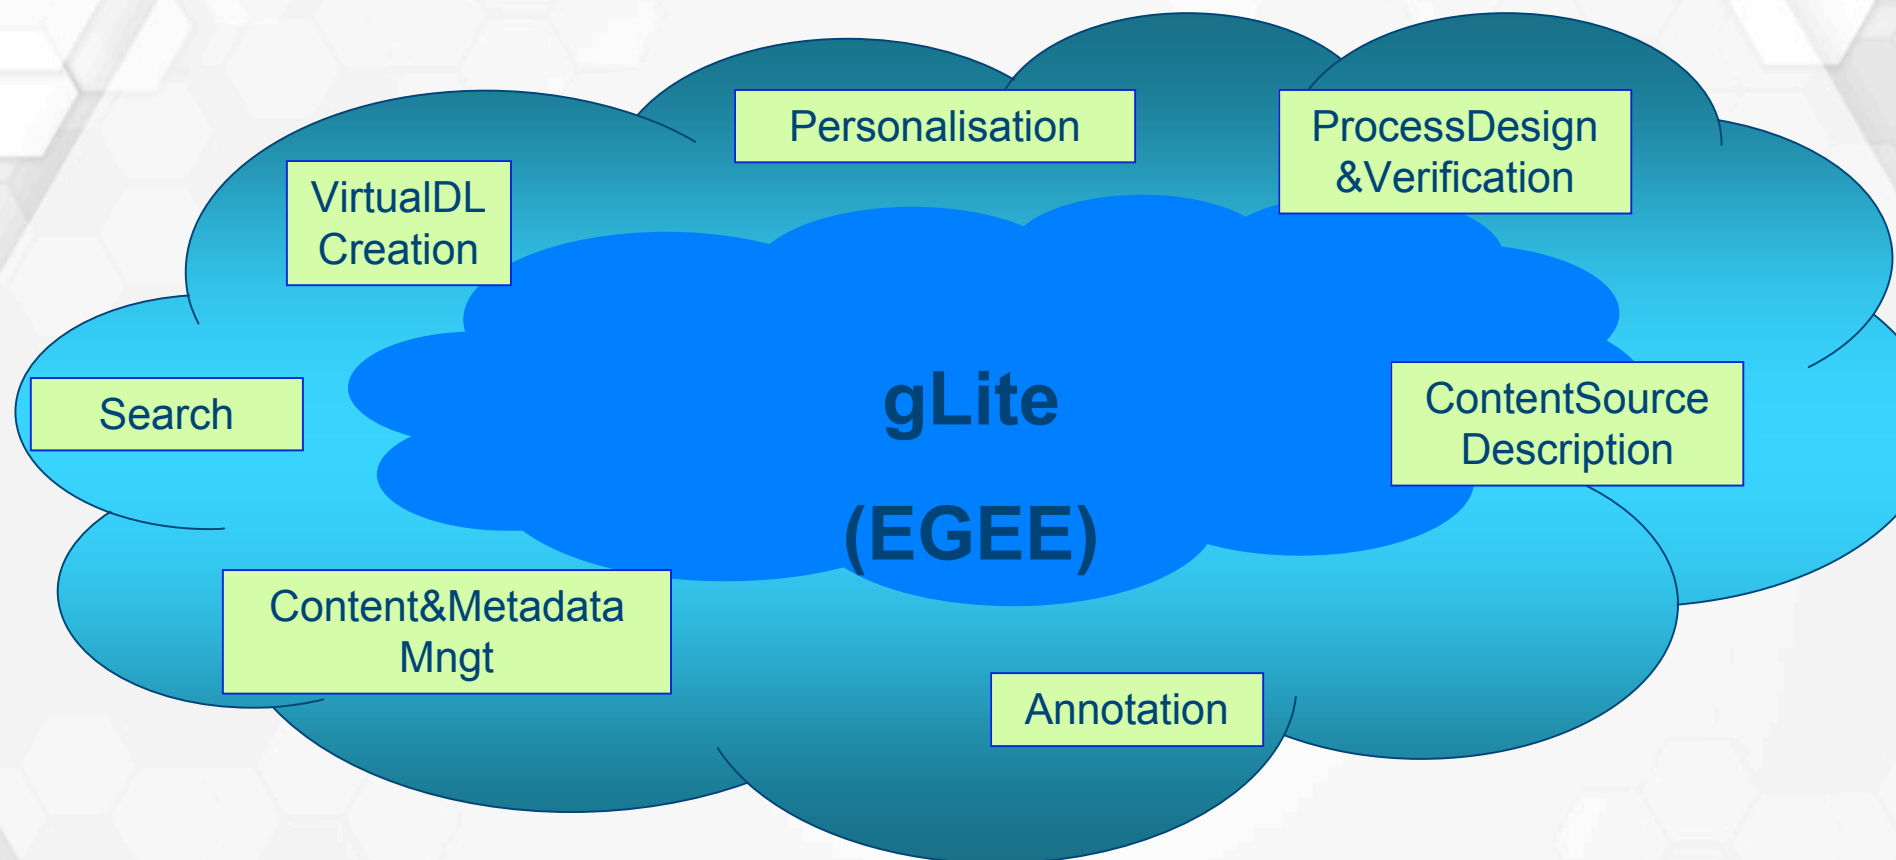 Personalisation
ProcessDesign
&Verification
VirtualDL
Creation
Search
gLite
(EGEE)
ContentSource
Description
Content&Metadata
Mngt
Annotation